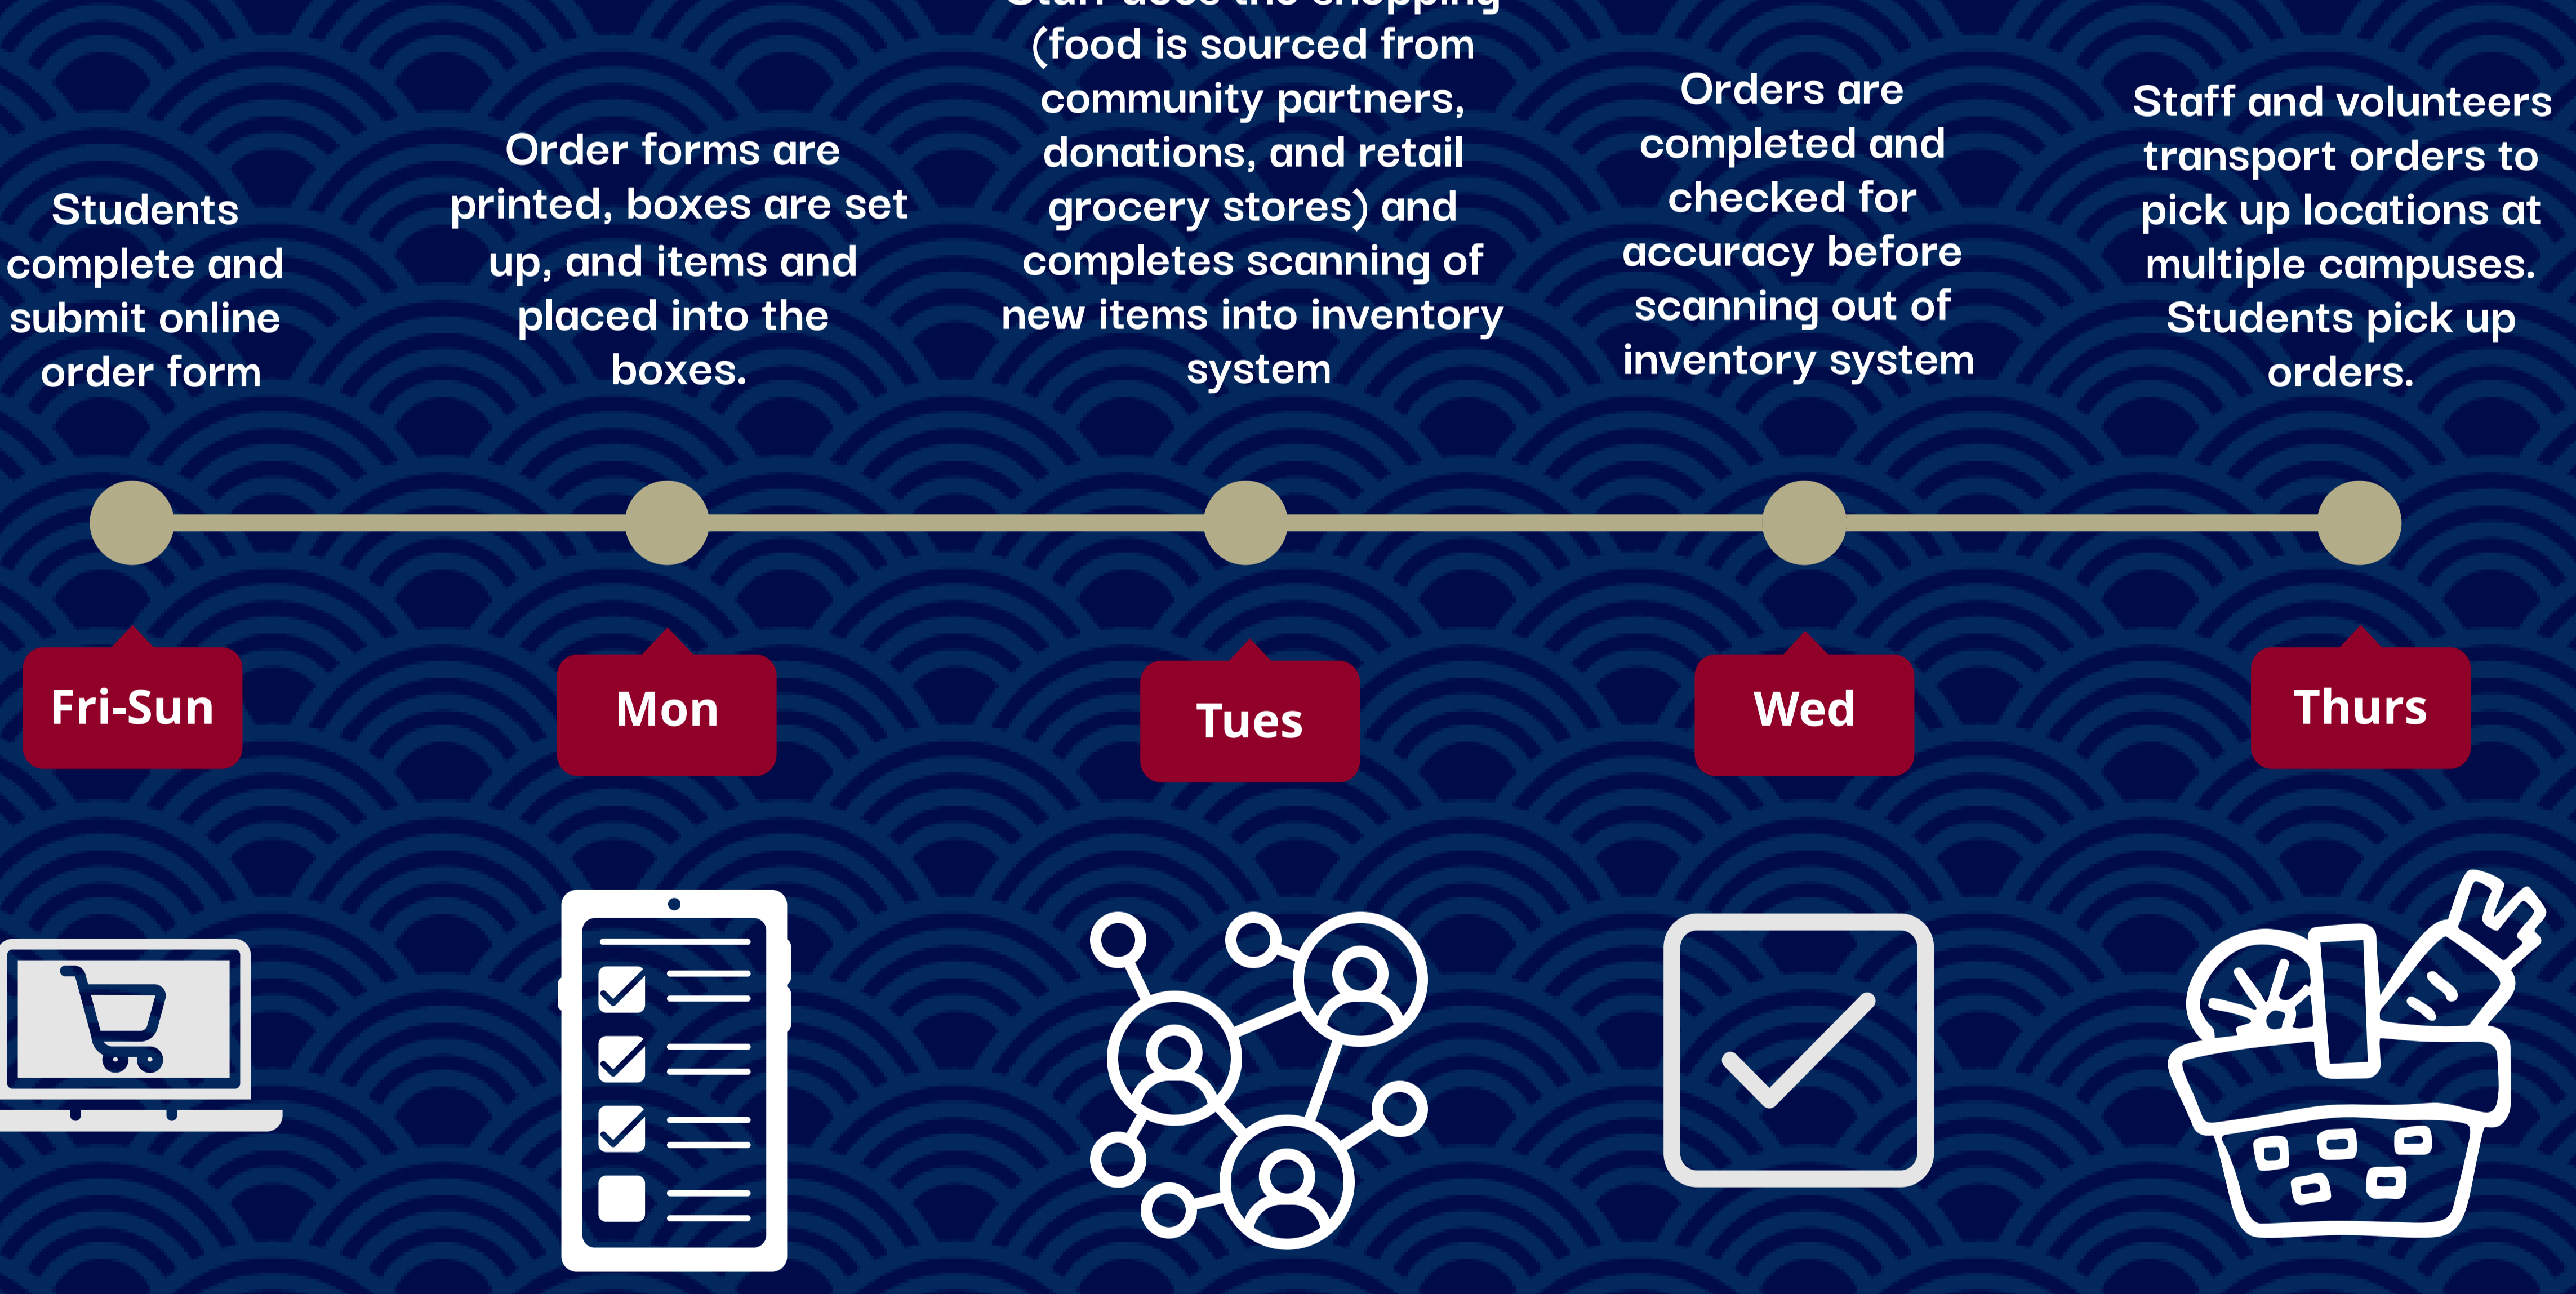 Students
complete and
submit online
order form
Order forms are
printed, boxes are set
up, and items and
placed into the
boxes.
Staff does the shopping
(food is sourced from
community partners,
donations, and retail
grocery stores) and
completes scanning of
new items into inventory
system
Orders are
completed and
checked for
accuracy before
scanning out of
inventory system
Staff and volunteers
transport orders to
pick up locations at
multiple campuses.
Students pick up
orders.
Fri-Sun
Mon
Tues
Wed
Thurs